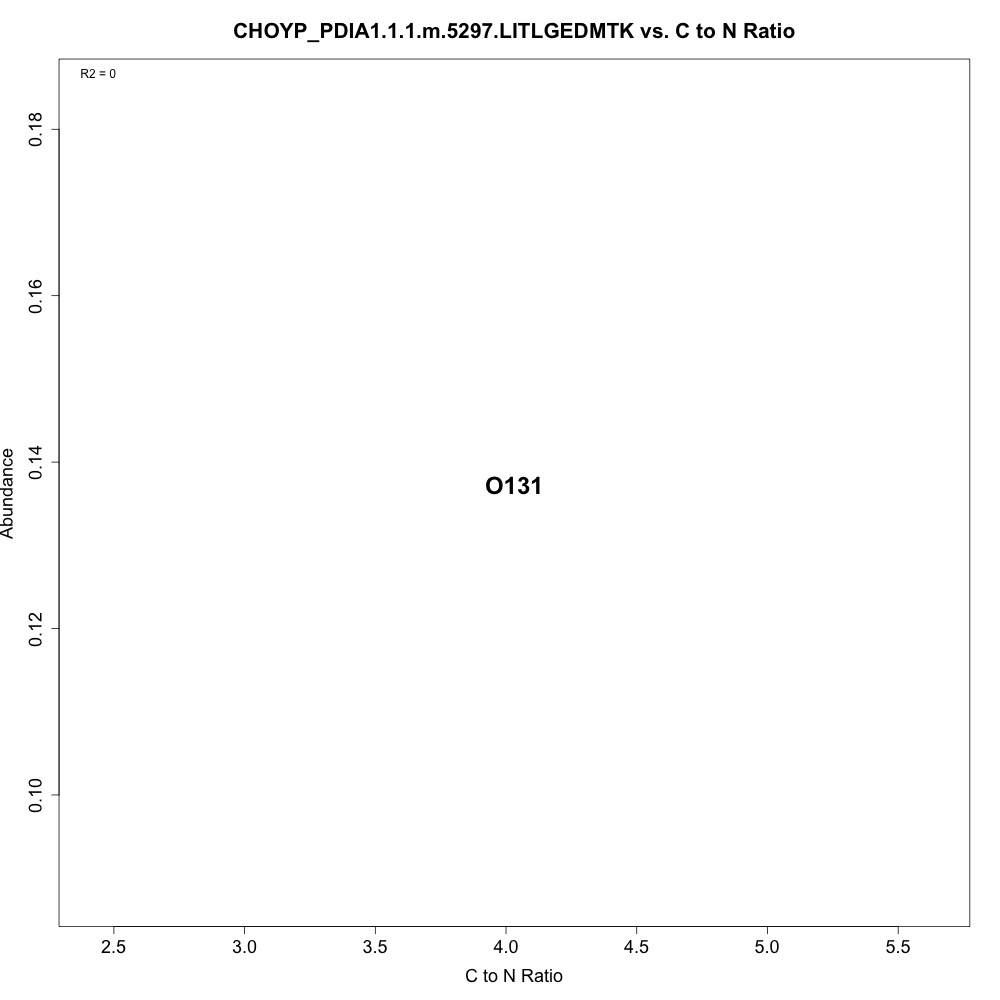 CHOYP_PDIA1.1.1.m.5297.LITLGEDMTK vs. C to N Ratio
R2 = 0
0.18
0.16
0.14
0.12
0.10
Abundance
O131
2.5 3.0 3.5 4.0 4.5 5.0 5.5
C to N Ratio